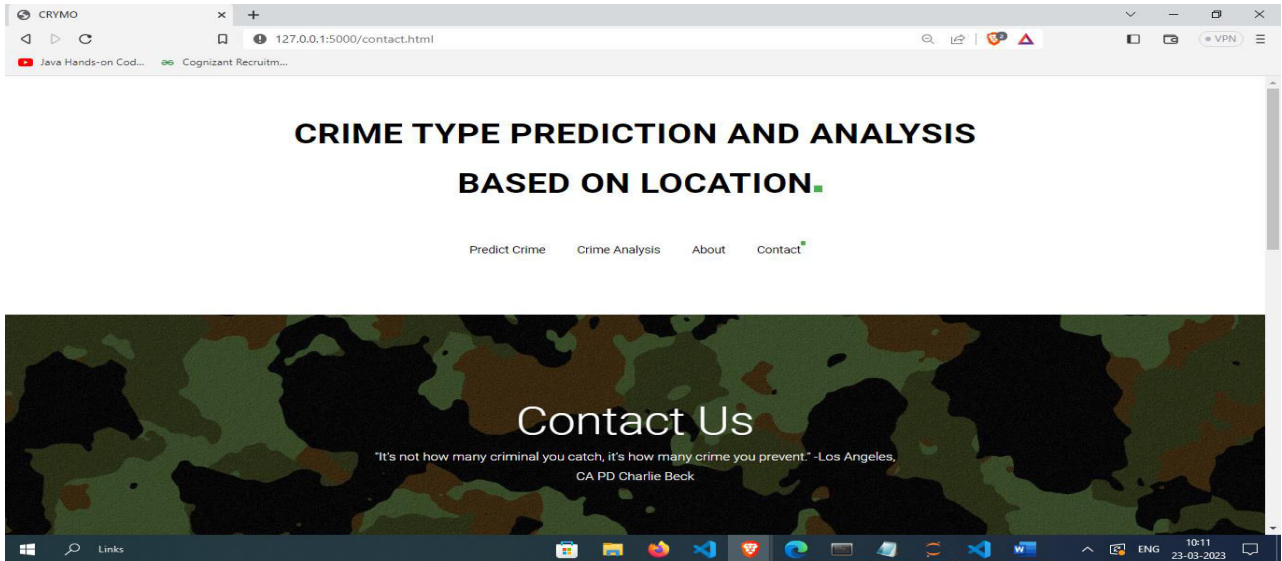 CRYMO
127.0.0.1:5000/contact.html
VPN
Java Hands-on Cod...
Cognizant Recruitm...
CRIME TYPE PREDICTION AND ANALYSIS
BASED ON LOCATION.
Predict Crime Crime Analysis About Contact
Contact Us
"It's not how many criminal you catch, it's how many crime you prevent." -Los Angeles,
CA PD Charlie Beck
Links
ENG
10:11
23-03-2023